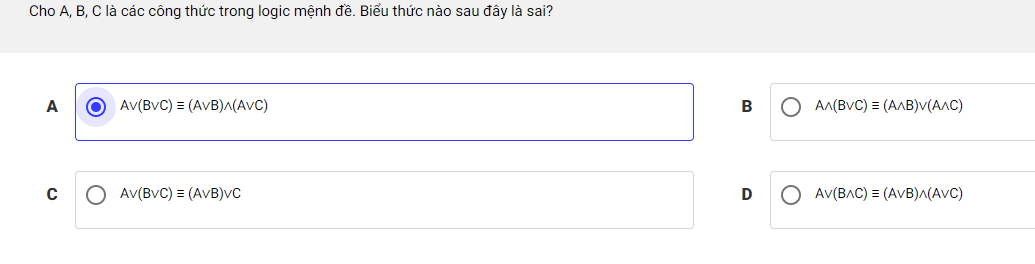 Cho A, B, C là các công thức trong logic mệnh đề. Biểu thức nào sau đây là sai?
A A∨(B∨C) ≡ (A∨B)∧(A∨C)
B A∧(B∨C) ≡ (A∧B)∨(A∧C)
C A∨(B∨C) ≡ (A∨B)∨C
D A∨(B∧C) ≡ (A∨B)∧(A∨C)